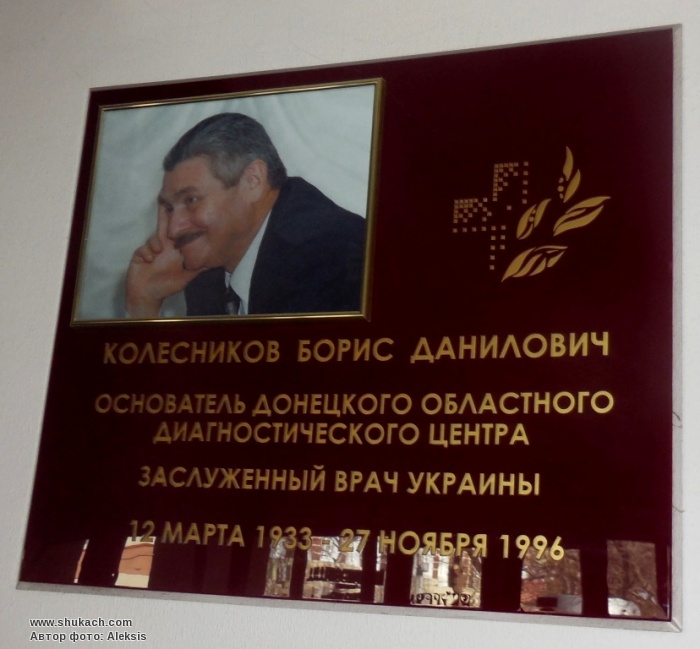 КОЛЕСНИКОВ БОРИС ДАНИЛОВИЧ
ОСНОВАТЕЛЬ ДОНЕЦКОГО ОБЛАСТНОГО
ДИАГНОСТИЧЕСКОГО ЦЕНТРА
ЗАСЛУЖЕННЫЙ ВРАЧ УКРАИНЫ
12 МАРТА 1933 - 27 НОЯБРЯ 1996
www.shukach.com
Автор фото: Aleksis